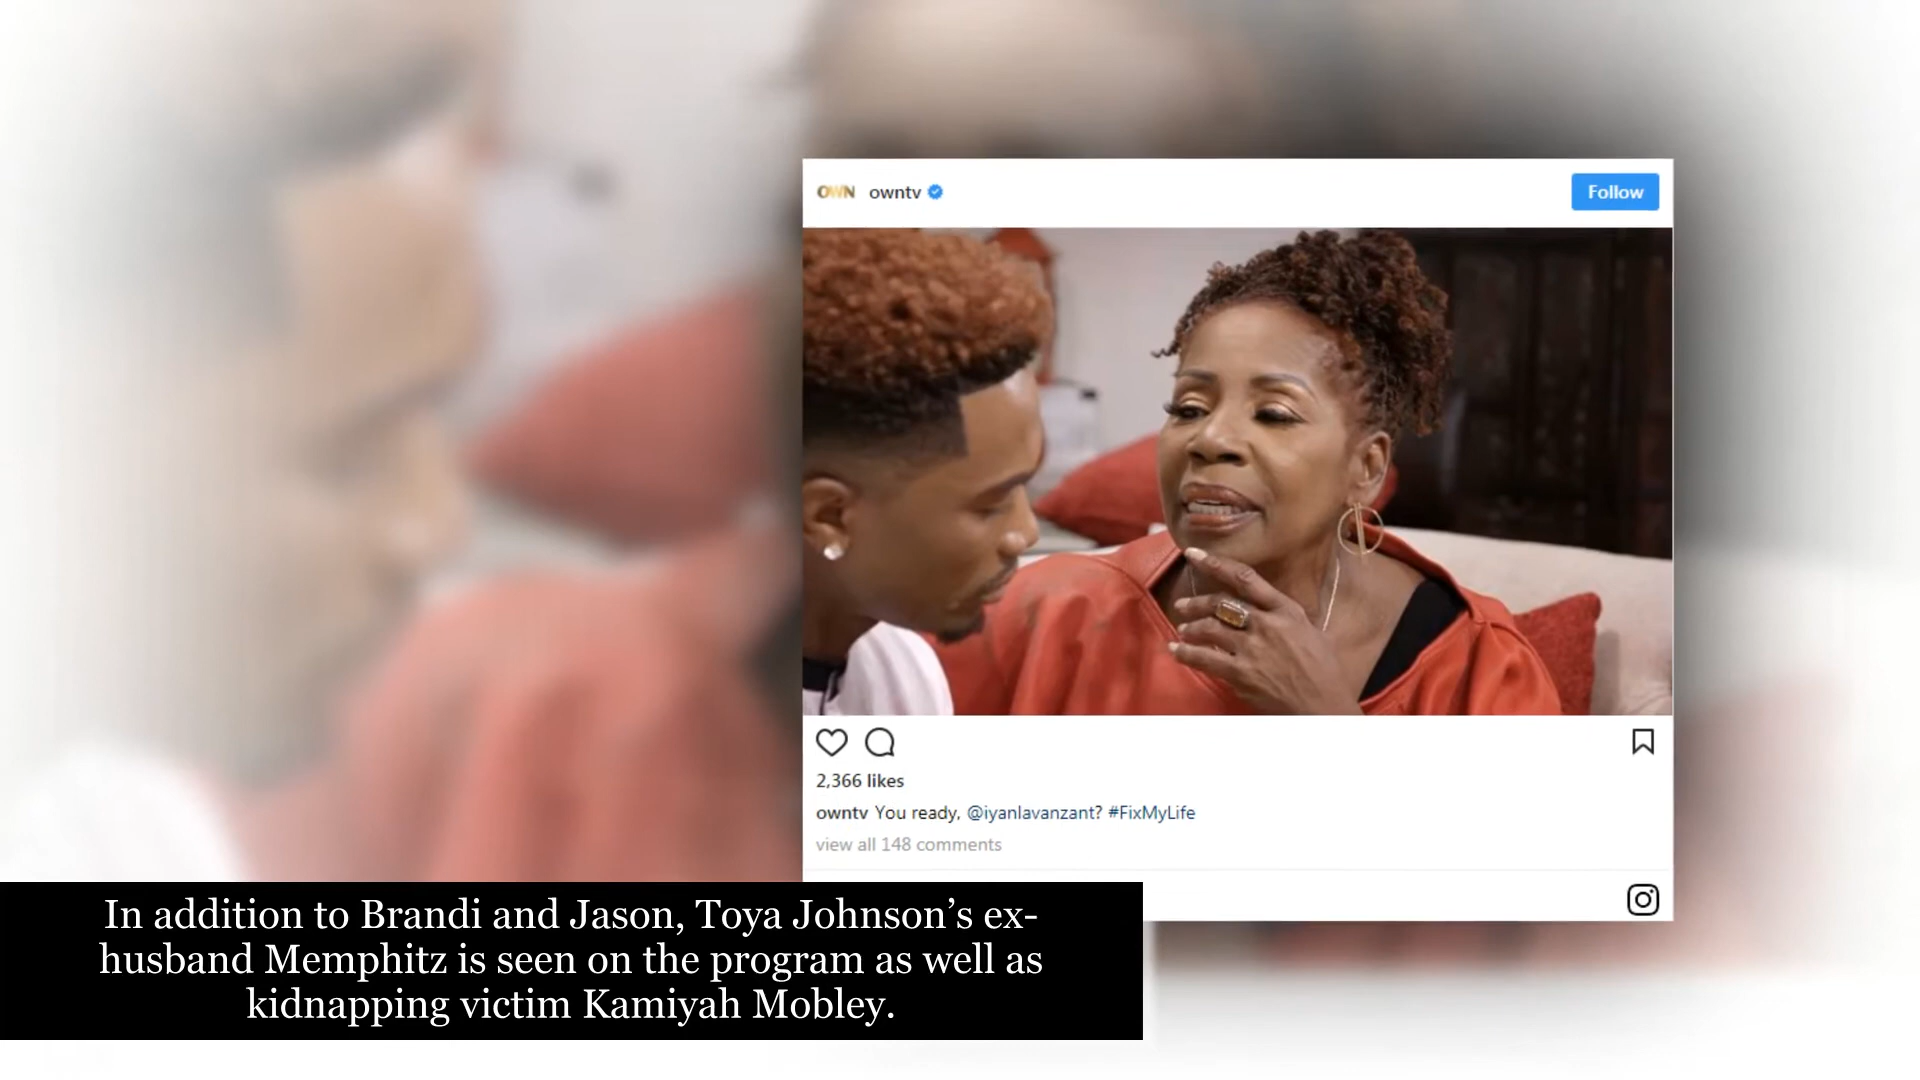 OWN owntv
Follow
2,366 likes
owntv You ready, @iyanlavanzant? #FixMyLife
view all 148 comments
In addition to Brandi and Jason, Toya Johnson’s ex-
husband Memphitz is seen on the program as well as
kidnapping victim Kamiyah Mobley.